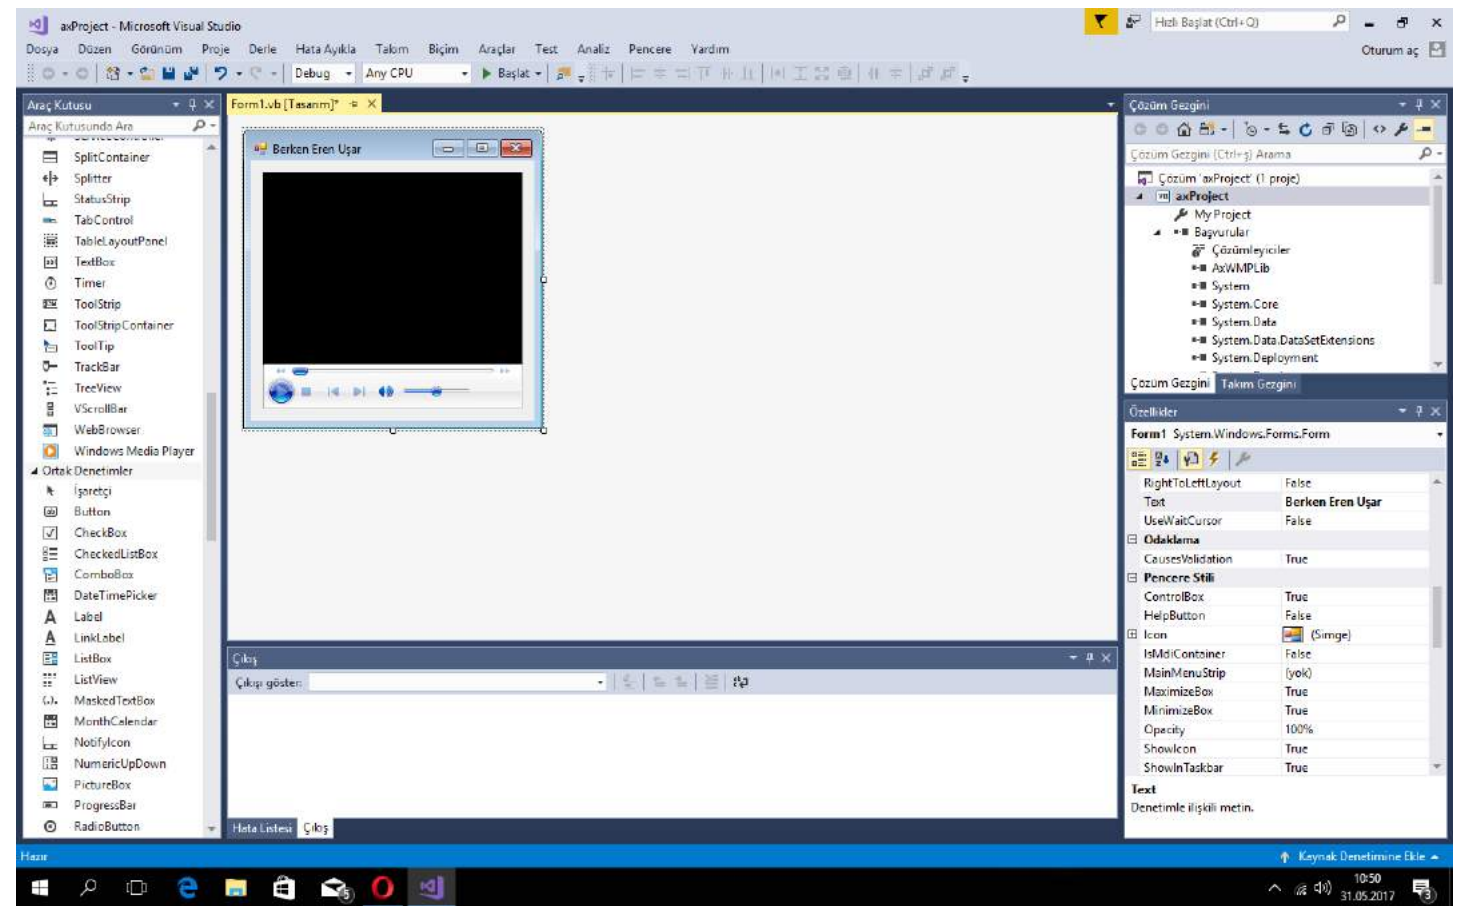 axProject - Microsoft Visual Studio
Hızlı Başlat (Ctrl+Q)
Dosya Düzen Görünüm Proje Derle Hata Ayıkla Takım Biçim Araçlar Test Analiz Pencere Yardım
Oturum aç
Debug Any CPU Başlat
Araç Kutusu
Araç Kutusunda Ara
SplitContainer
Splitter
StatusStrip
TabControl
TableLayoutPanel
TextBox
Timer
ToolStrip
ToolStripContainer
ToolTip
TrackBar
TreeView
VScrollBar
WebBrowser
Windows Media Player
Ortak Denetimler
İşaretçi
Button
CheckBox
CheckedListBox
ComboBox
DateTimePicker
Label
LinkLabel
ListBox
ListView
MaskedTextBox
MonthCalendar
NotifyIcon
NumericUpDown
PictureBox
ProgressBar
RadioButton
Form1.vb [Tasarım]*
Berken Eren Uşar
Çıkış
Çıkışı göster:
Hata Listesi Çıkış
Çözüm Gezgini
Çözüm Gezgini (Ctrl+ş) Arama
Çözüm 'axProject' (1 proje)
axProject
My Project
Başvurular
Çözümleyiciler
AxWMPLib
System
System.Core
System.Data
System.Data.DataSetExtensions
System.Deployment
Çözüm Gezgini Takım Gezgini
Özellikler
Form1 System.Windows.Forms.Form
RightToLeftLayout False
Text Berken Eren Uşar
UseWaitCursor False
Odaklama
CausesValidation True
Pencere Stili
ControlBox True
HelpButton False
Icon (Simge)
IsMdiContainer False
MainMenuStrip (yok)
MaximizeBox True
MinimizeBox True
Opacity 100%
ShowIcon True
ShowInTaskbar True
Text
Denetimle ilişkili metin.
Hazır
Kaynak Denetimine Ekle
5
10:50
31.05.2017
3